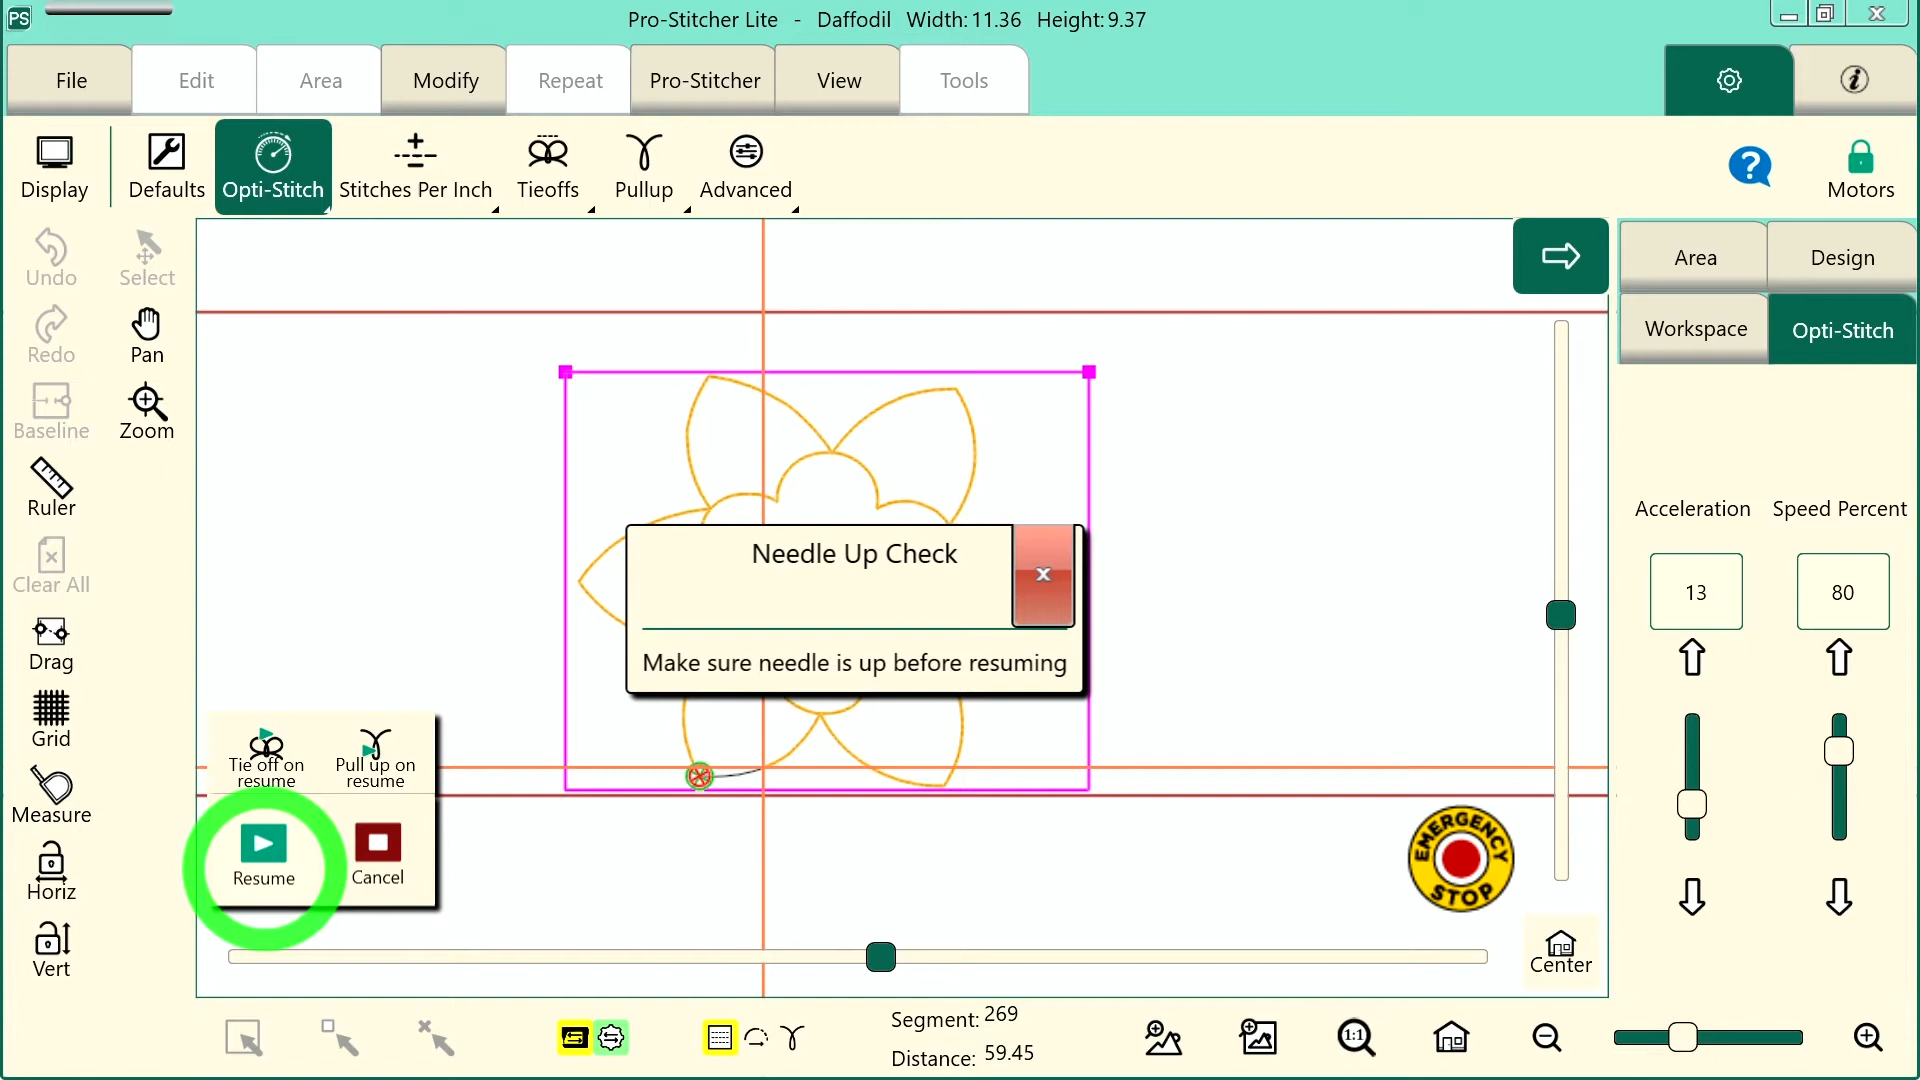 PS
Pro-Stitcher Lite - Daffodil Width: 11.36 Height: 9.37
File Edit Area Modify Repeat Pro-Stitcher View Tools
Display Defaults Opti-Stitch Stitches Per Inch Tieoffs Pullup Advanced Motors
Undo Select
Area Design
Redo Pan
Workspace Opti-Stitch
Baseline Zoom
Ruler
Acceleration Speed Percent
Clear All
13 80
Needle Up Check
x
Make sure needle is up before resuming
Drag
Grid
Tie off on resume
Pull up on resume
Measure
Resume Cancel
Horiz
EMERGENCY STOP
Vert
Center
Segment: 269
Distance: 59.45
1:1